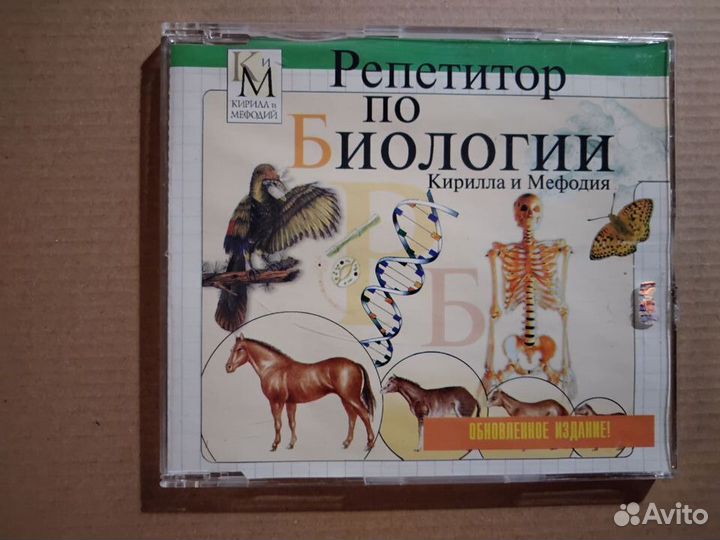 К и М
КИРИЛЛ и
МЕФОДИЙ
Репетитор
по
Биологии
Кирилла и Мефодия
Р
Б
ОБНОВЛЕННОЕ ИЗДАНИЕ!
Avito